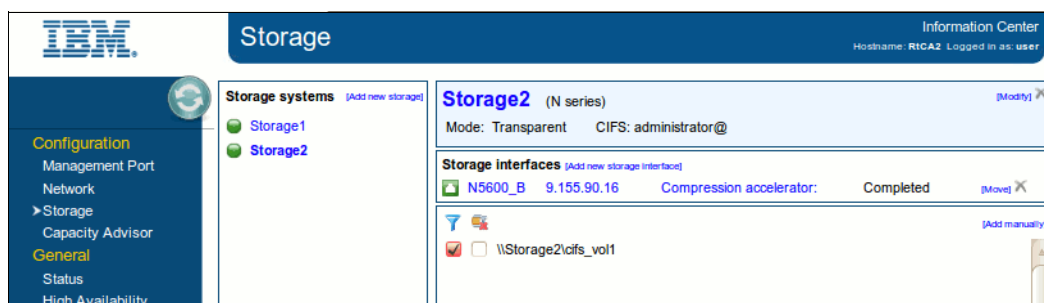 IBM.
Storage
Information Center
Hostname: RtCA2 Logged in as: user
Configuration
Management Port
Network
➤Storage
Capacity Advisor
General
Status
High Availability
Storage systems [Add new storage]
Storage1
Storage2
Storage2 (N series) [Modify]
Mode: Transparent CIFS: administrator@
Storage interfaces [Add new storage interface]
N5600_B 9.155.90.16 Compression accelerator: Completed [Move]
[Add manually
\\Storage2\cifs_vol1